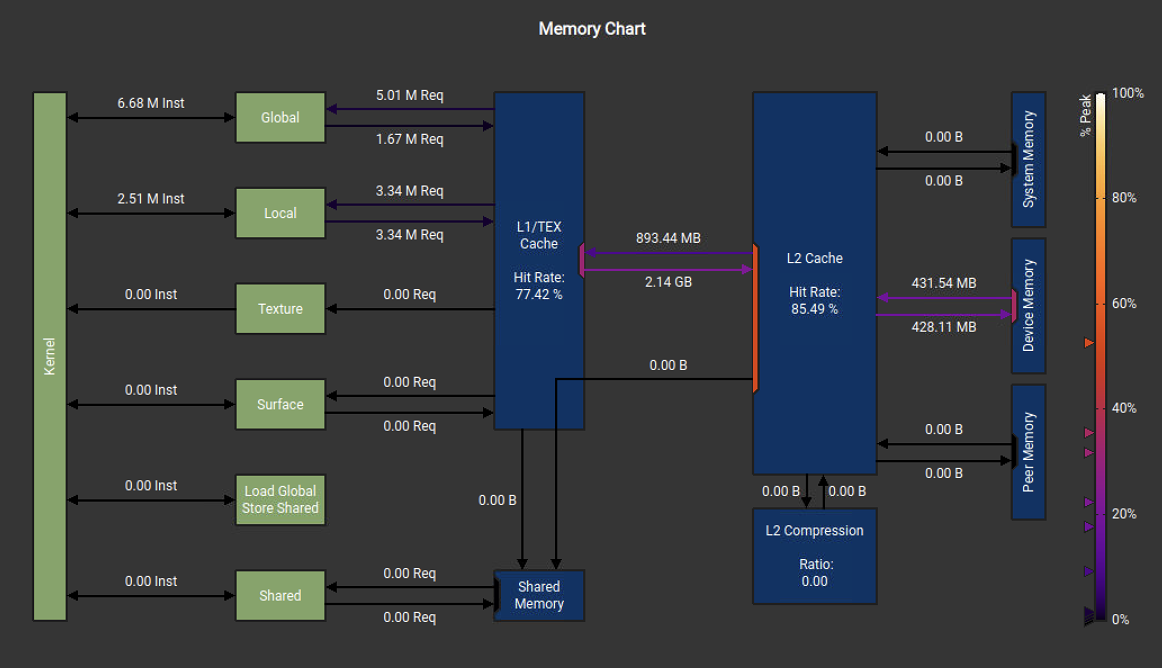 Memory Chart
Kernel
6.68 M Inst
Global
5.01 M Req
1.67 M Req
2.51 M Inst
Local
3.34 M Req
3.34 M Req
0.00 Inst
Texture
0.00 Req
0.00 Inst
Surface
0.00 Req
0.00 Req
0.00 Inst
Load Global
Store Shared
0.00 Inst
Shared
0.00 Req
0.00 Req
L1/TEX
Cache
Hit Rate:
77.42 %
0.00 B
Shared
Memory
893.44 MB
2.14 GB
0.00 B
L2 Cache
Hit Rate:
85.49 %
0.00 B
0.00 B
L2 Compression
Ratio:
0.00
0.00 B
0.00 B
System Memory
431.54 MB
428.11 MB
Device Memory
0.00 B
0.00 B
Peer Memory
% Peak
100%
80%
60%
40%
20%
0%